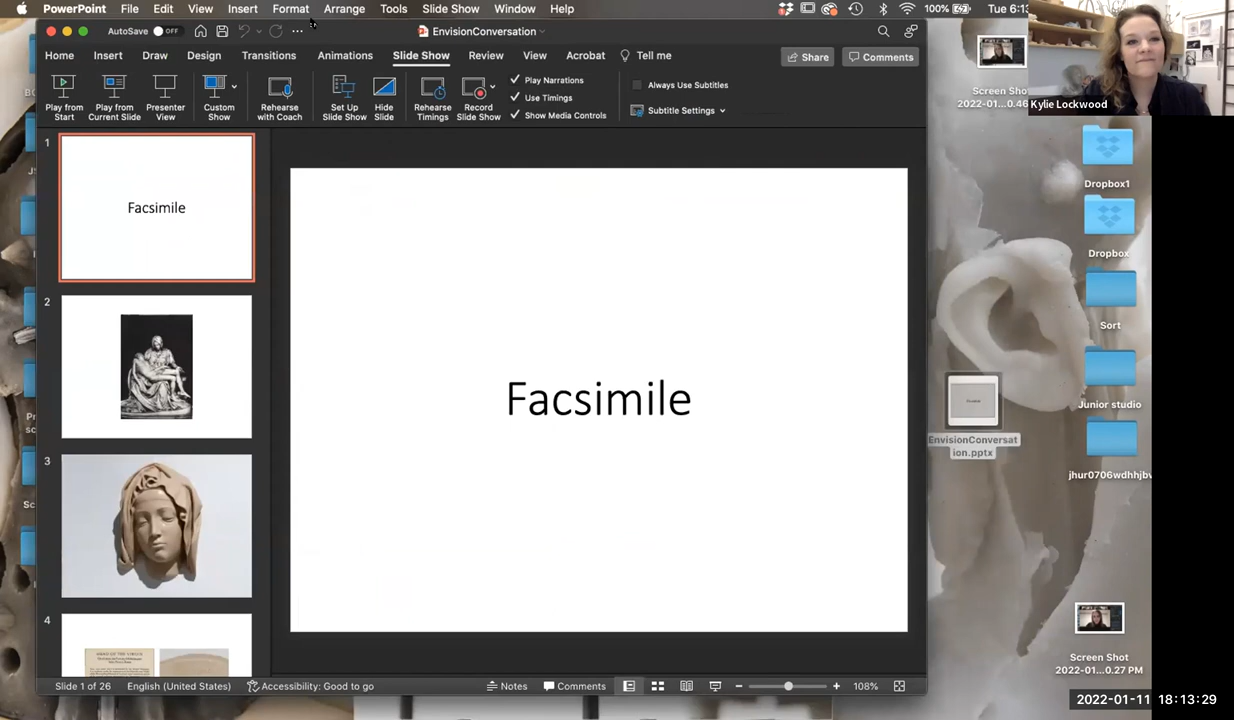 PowerPoint File Edit View Insert Format Arrange Tools Slide Show Window Help
100% Tue 6:13
AutoSave OFF
EnvisionConversation
Home Insert Draw Design Transitions Animations Slide Show Review View Acrobat Tell me
Share Comments
Play from
Start
Play from
Current Slide
Presenter
View
Custom
Show
Rehearse
with Coach
Set Up
Slide Show
Hide
Slide
Rehearse
Timings
Record
Slide Show
Play Narrations
Use Timings
Show Media Controls
Always Use Subtitles
Subtitle Settings
1
Facsimile
2
3
4
Facsimile
Slide 1 of 26 English (United States) Accessibility: Good to go
Notes Comments 108%
Kylie Lockwood
Screen Shot
2022-01...0.46
Dropbox1
Dropbox
Sort
Junior studio
EnvisionConversat
ion.pptx
jhur0706wdhhjbv
Screen Shot
2022-01...0.27 PM
2022-01-11 18:13:29